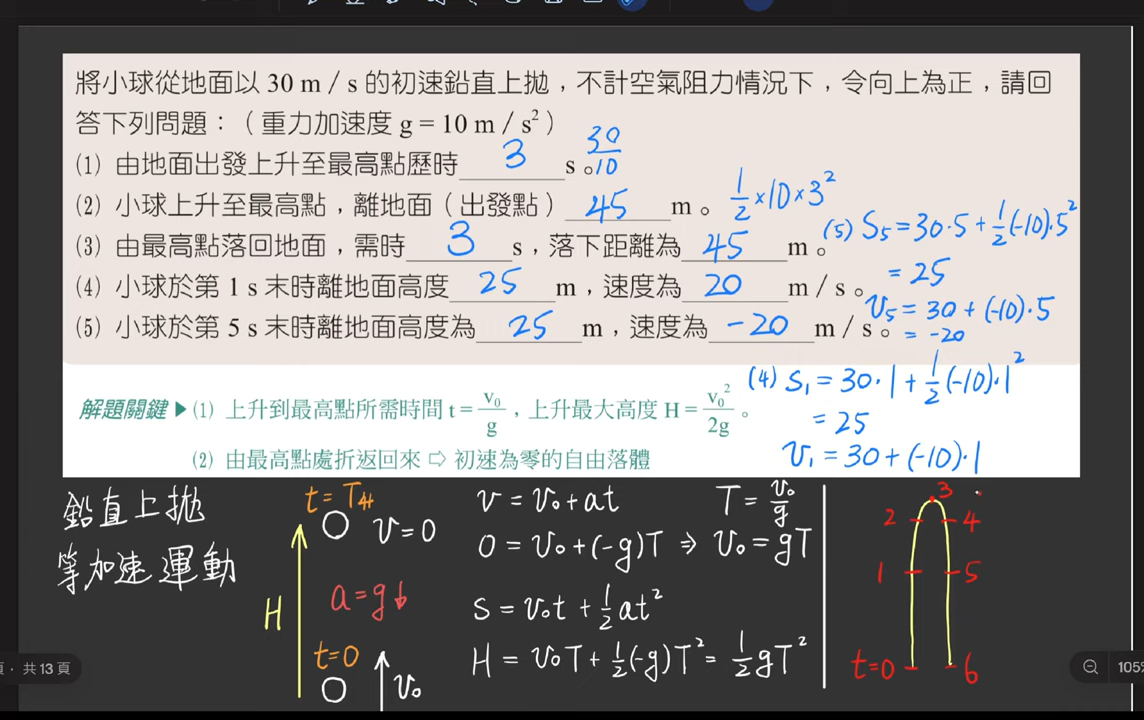 將小球從地面以 30 m / s 的初速鉛直上拋，不計空氣阻力情況下，令向上為正，請回
答下列問題：（重力加速度 g = 10 m / s²）
(1) 由地面出發上升至最高點歷時 3 s。 30/10
(2) 小球上升至最高點，離地面（出發點） 45 m。 1/2×10×3²
(3) 由最高點落回地面，需時 3 s，落下距離為 45 m。
(4) 小球於第 1 s 末時離地面高度 25 m，速度為 20 m / s。
(5) 小球於第 5 s 末時離地面高度為 25 m，速度為 -20 m / s。
(5) S₅ = 30·5 + 1/2(-10)·5²
= 25
v₅ = 30 + (-10)·5
= -20
(4) S₁ = 30·1 + 1/2(-10)·1²
= 25
v₁ = 30 + (-10)·1
解題關鍵▶(1) 上升到最高點所需時間 t = v₀/g，上升最大高度 H = v₀²/2g。
(2) 由最高點處折返回來 ⇨ 初速為零的自由落體
鉛直上拋
等加速運動
t=T升
v=0
H
a=g↓
t=0
v₀
v = v₀ + at
0 = v₀ + (-g)T ⇒ v₀ = gT
T = v₀/g
S = v₀t + 1/2at²
H = v₀T + 1/2(-g)T² = 1/2gT²
3
2 4
1 5
t=0 6
頁 · 共 13 頁
105%